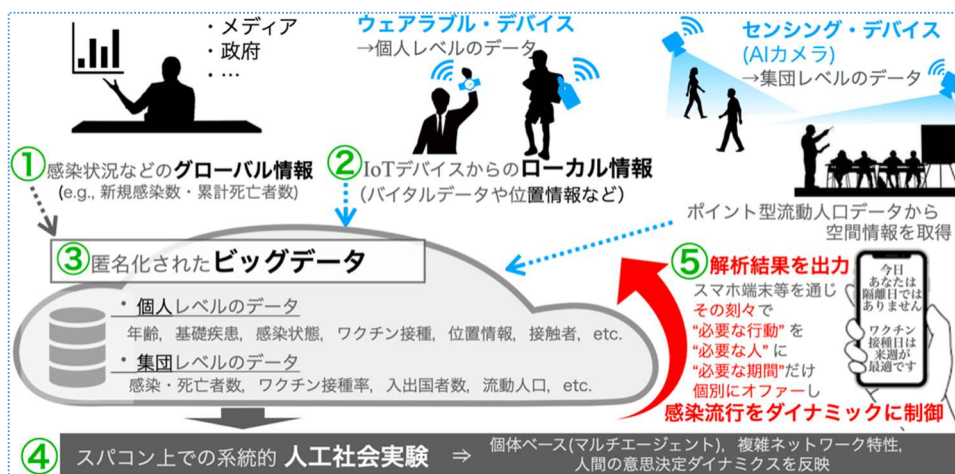 ・メディア
・政府
・…
ウェアラブル・デバイス
→個人レベルのデータ
センシング・デバイス
(AIカメラ)
→集団レベルのデータ
①感染状況などのグローバル情報
(e.g., 新規感染数・累計死亡者数)
②IoTデバイスからのローカル情報
(バイタルデータや位置情報など)
ポイント型流動人口データから
空間情報を取得
③匿名化されたビッグデータ
・個人レベルのデータ
年齢，基礎疾患，感染状態，ワクチン接種，位置情報，接触者，etc.
・集団レベルのデータ
感染・死亡者数，ワクチン接種率，入出国者数，流動人口，etc.
⑤解析結果を出力
スマホ端末等を通じ
その刻々で
“必要な行動” を
“必要な人” に
“必要な期間”だけ
個別にオファーし
感染流行をダイナミックに制御
今日
あなたは
隔離日では
ありません
ワクチン
接種日は
来週が
最適です
④スパコン上での系統的 人工社会実験 ⇒ 個体ベース(マルチエージェント)，複雑ネットワーク特性,
人間の意思決定ダイナミクスを反映